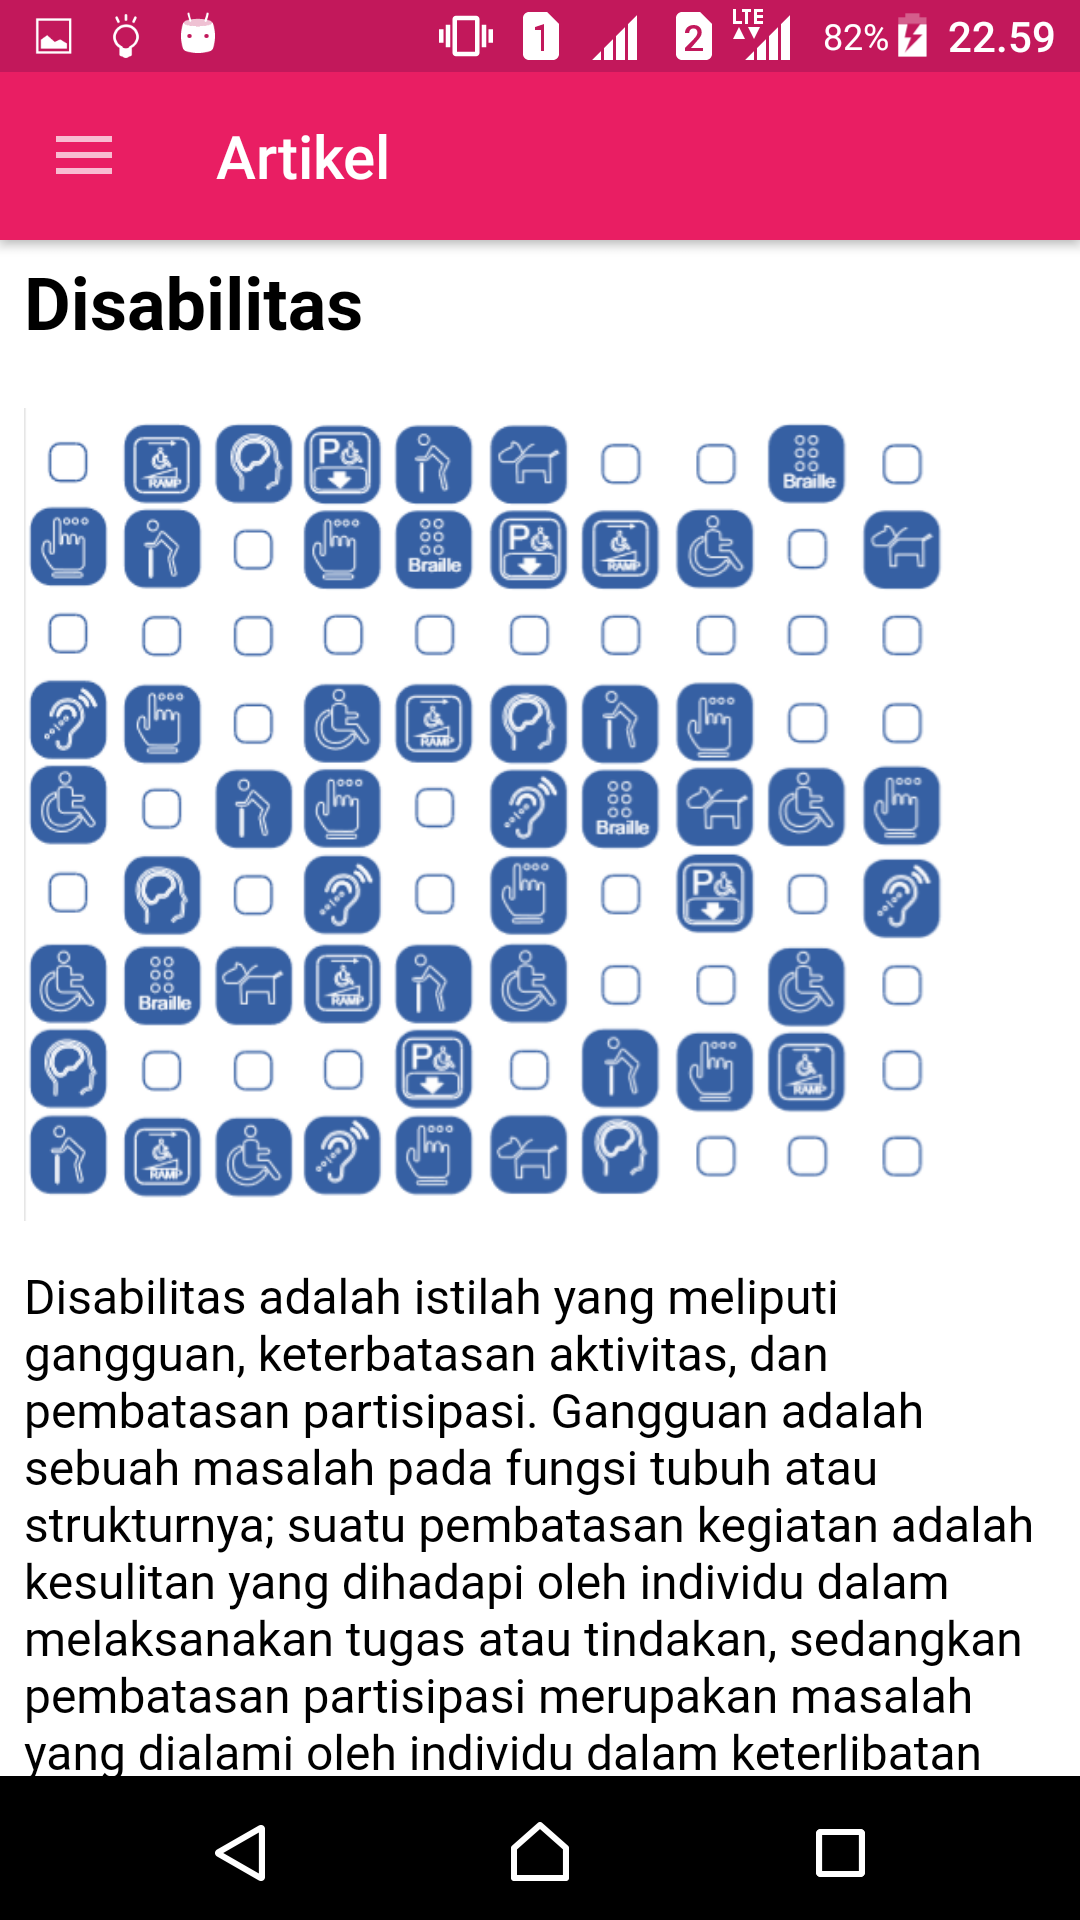 1 2 LTE 82% 22.59
Artikel
Disabilitas
RAMP P Braille
Braille P RAMP
RAMP
Braille
P
Braille RAMP
P RAMP
RAMP
Disabilitas adalah istilah yang meliputi
gangguan, keterbatasan aktivitas, dan
pembatasan partisipasi. Gangguan adalah
sebuah masalah pada fungsi tubuh atau
strukturnya; suatu pembatasan kegiatan adalah
kesulitan yang dihadapi oleh individu dalam
melaksanakan tugas atau tindakan, sedangkan
pembatasan partisipasi merupakan masalah
yang dialami oleh individu dalam keterlibatan